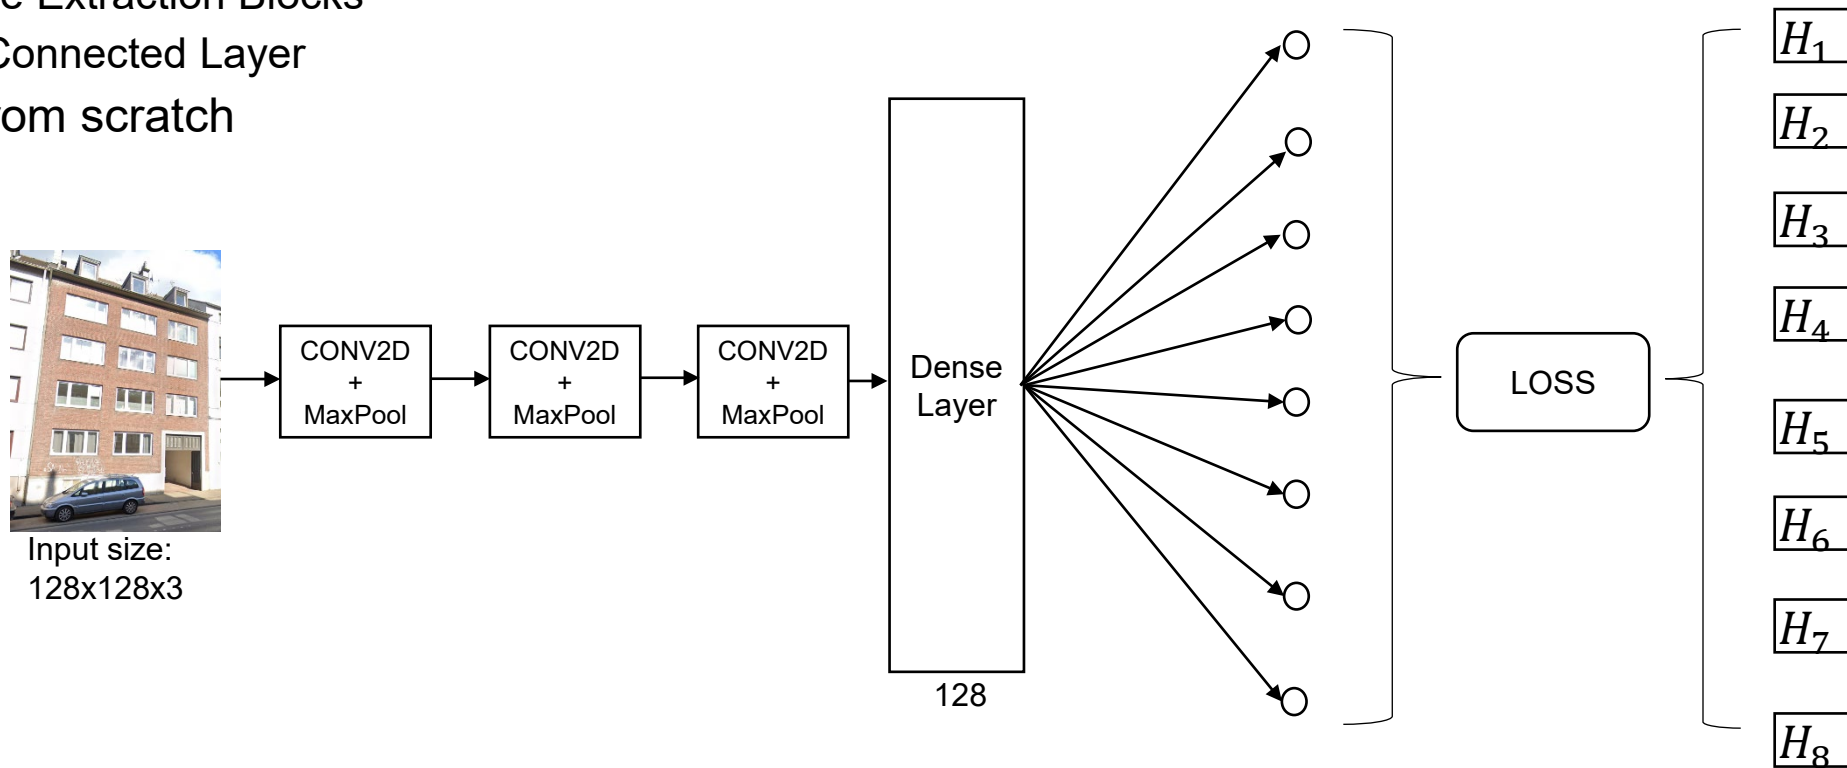 Extraction Blocks
Connected Layer
from scratch
CONV2D
+
MaxPool
CONV2D
+
MaxPool
CONV2D
+
MaxPool
Dense
Layer
128
LOSS
Input size:
128x128x3
H₁
H₂
H₃
H₄
H₅
H₆
H₇
H₈